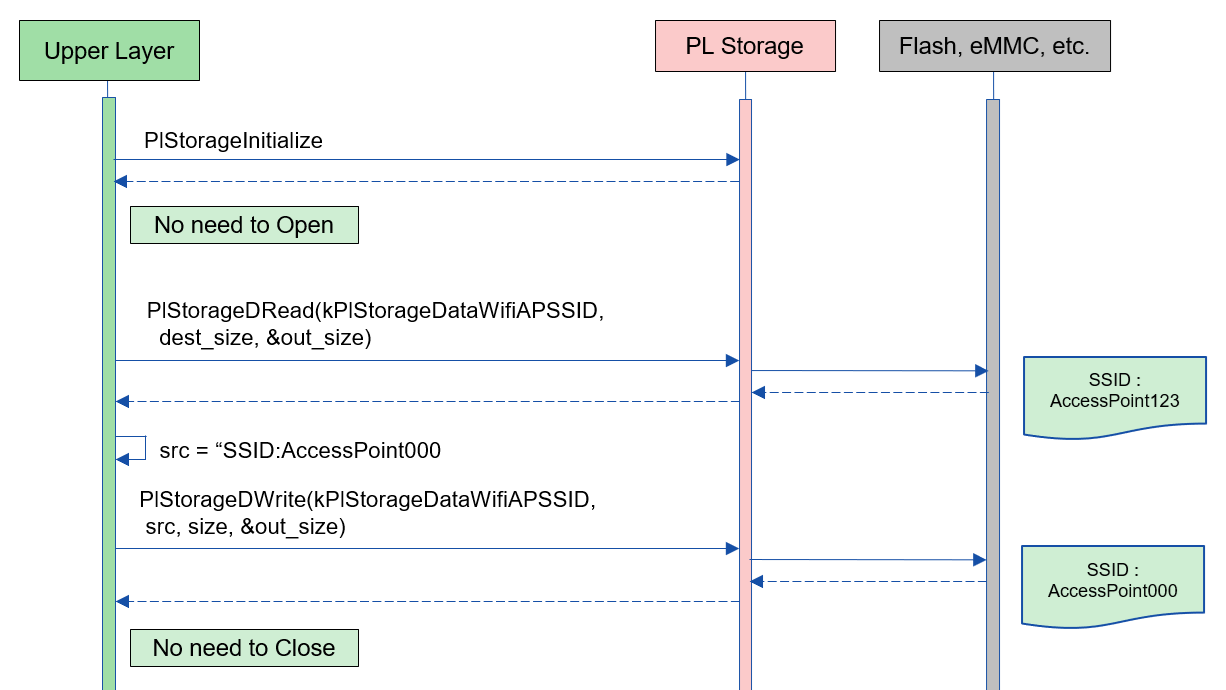 Upper Layer
PL Storage
Flash, eMMC, etc.
PlStorageInitialize
No need to Open
PlStorageDRead(kPlStorageDataWifiAPSSID,
dest_size, &out_size)
SSID :
AccessPoint123
src = “SSID:AccessPoint000
PlStorageDWrite(kPlStorageDataWifiAPSSID,
src, size, &out_size)
SSID :
AccessPoint000
No need to Close